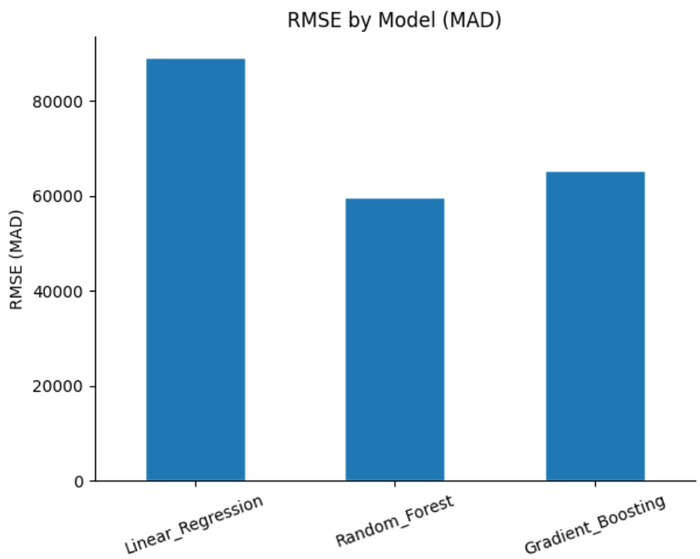 RMSE by Model (MAD)
RMSE (MAD)
80000
60000
40000
20000
0
Linear_Regression
Random_Forest
Gradient_Boosting